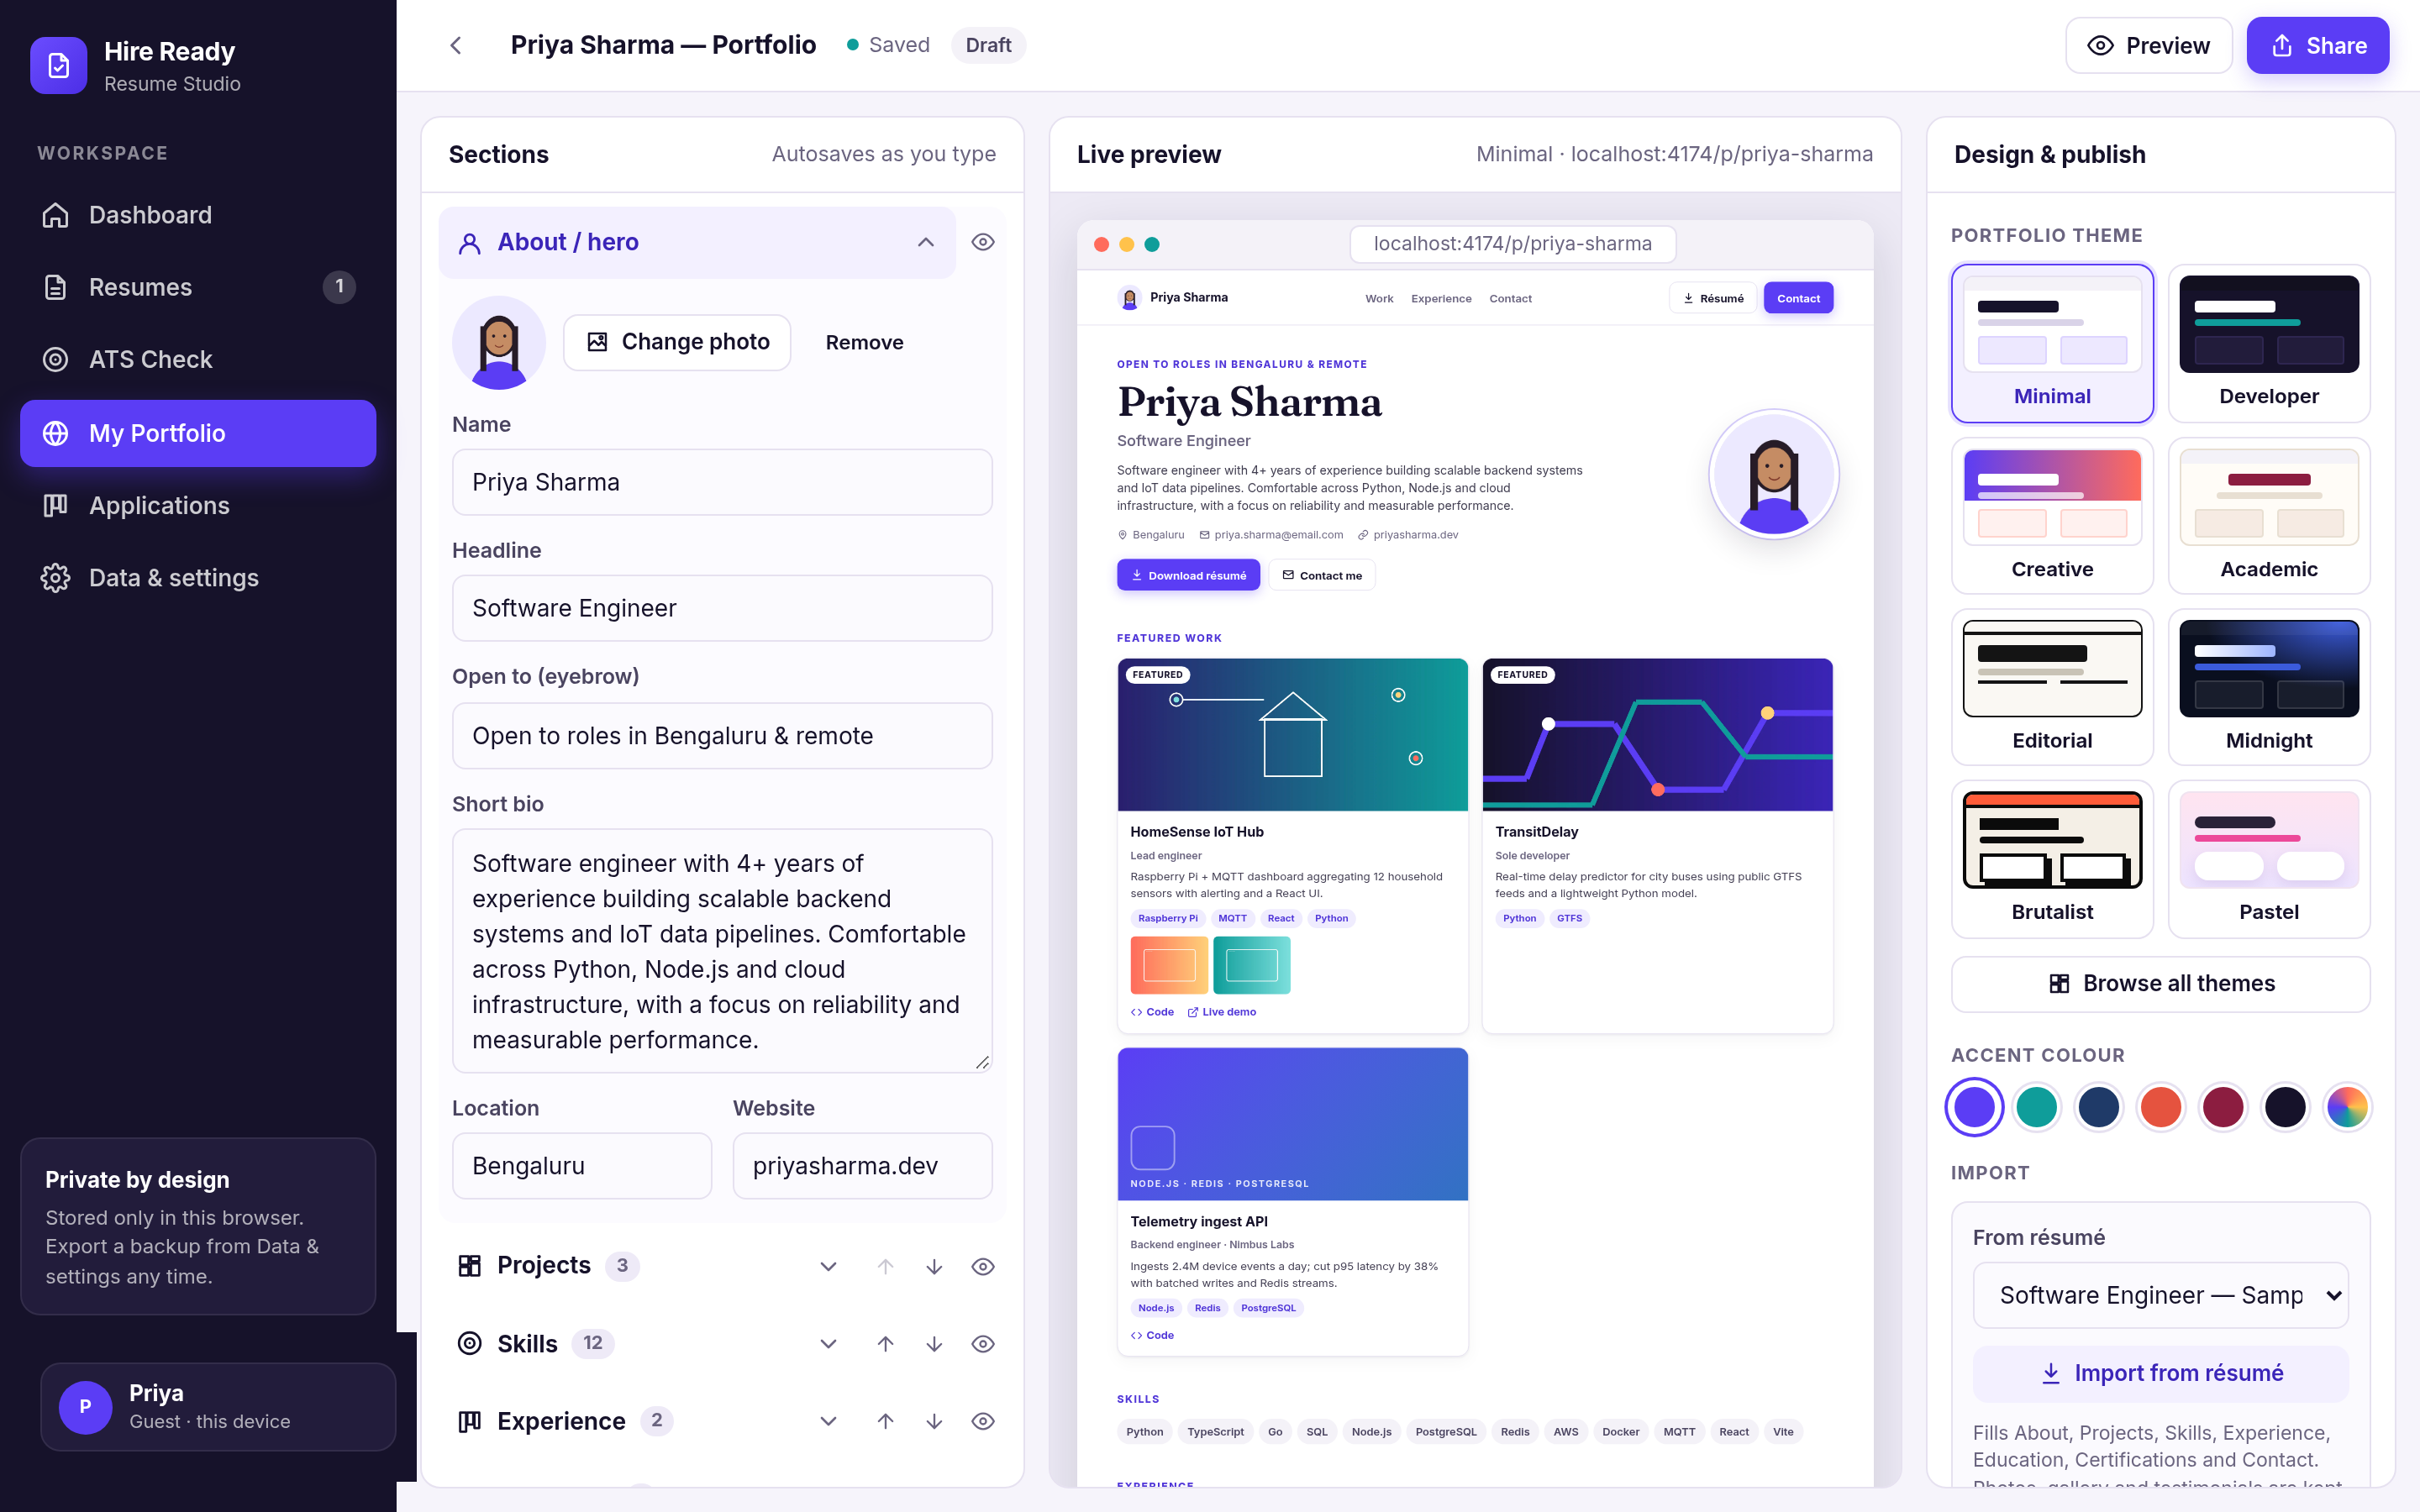 Hire Ready
Resume Studio
WORKSPACE
Dashboard
Resumes 1
ATS Check
My Portfolio
Applications
Data & settings
Private by design
Stored only in this browser.
Export a backup from Data &
settings any time.
P
Priya
Guest · this device
Priya Sharma — Portfolio
Saved
Draft
Preview
Share
Sections
Autosaves as you type
About / hero
Change photo
Remove
Name
Priya Sharma
Headline
Software Engineer
Open to (eyebrow)
Open to roles in Bengaluru & remote
Short bio
Software engineer with 4+ years of
experience building scalable backend
systems and IoT data pipelines. Comfortable
across Python, Node.js and cloud
infrastructure, with a focus on reliability and
measurable performance.
Location
Website
Bengaluru
priyasharma.dev
Projects 3
Skills 12
Experience 2
Live preview
Minimal · localhost:4174/p/priya-sharma
localhost:4174/p/priya-sharma
Priya Sharma
Work
Experience
Contact
Résumé
Contact
OPEN TO ROLES IN BENGALURU & REMOTE
Priya Sharma
Software Engineer
Software engineer with 4+ years of experience building scalable backend systems
and IoT data pipelines. Comfortable across Python, Node.js and cloud
infrastructure, with a focus on reliability and measurable performance.
Bengaluru
priya.sharma@email.com
priyasharma.dev
Download résumé
Contact me
FEATURED WORK
FEATURED
HomeSense IoT Hub
Lead engineer
Raspberry Pi + MQTT dashboard aggregating 12 household
sensors with alerting and a React UI.
Raspberry Pi
MQTT
React
Python
Code
Live demo
FEATURED
TransitDelay
Sole developer
Real-time delay predictor for city buses using public GTFS
feeds and a lightweight Python model.
Python
GTFS
NODE.JS · REDIS · POSTGRESQL
Telemetry ingest API
Backend engineer · Nimbus Labs
Ingests 2.4M device events a day; cut p95 latency by 38%
with batched writes and Redis streams.
Node.js
Redis
PostgreSQL
Code
SKILLS
Python
TypeScript
Go
SQL
Node.js
PostgreSQL
Redis
AWS
Docker
MQTT
React
Vite
EXPERIENCE
Design & publish
PORTFOLIO THEME
Minimal
Developer
Creative
Academic
Editorial
Midnight
Brutalist
Pastel
Browse all themes
ACCENT COLOUR
IMPORT
From résumé
Software Engineer — Samp
Import from résumé
Fills About, Projects, Skills, Experience,
Education, Certifications and Contact.
Photos, gallery and testimonials are kept